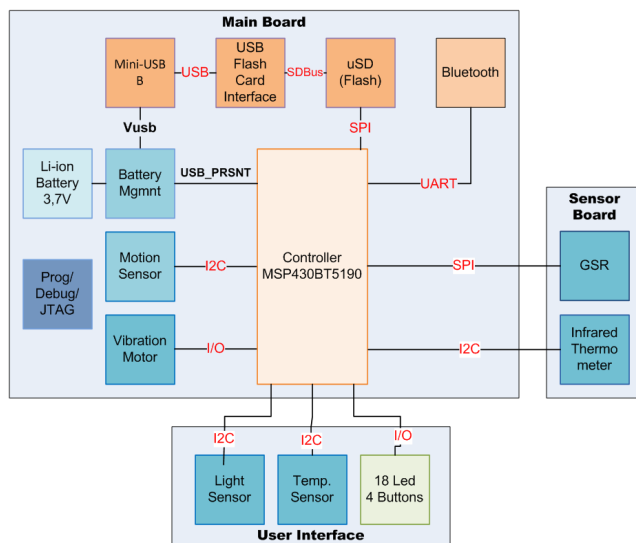 Main Board
Mini-USB
B
USB
USB
Flash
Card
Interface
SDBus
uSD
(Flash)
Bluetooth
Vusb
SPI
Li-ion
Battery
3,7V
Battery
Mgmnt
USB_PRSNT
UART
Controller
MSP430BT5190
Sensor
Board
Prog/
Debug/
JTAG
Motion
Sensor
I2C
SPI
GSR
Vibration
Motor
I/O
I2C
Infrared
Thermo
meter
I2C
I2C
I/O
Light
Sensor
Temp.
Sensor
18 Led
4 Buttons
User Interface